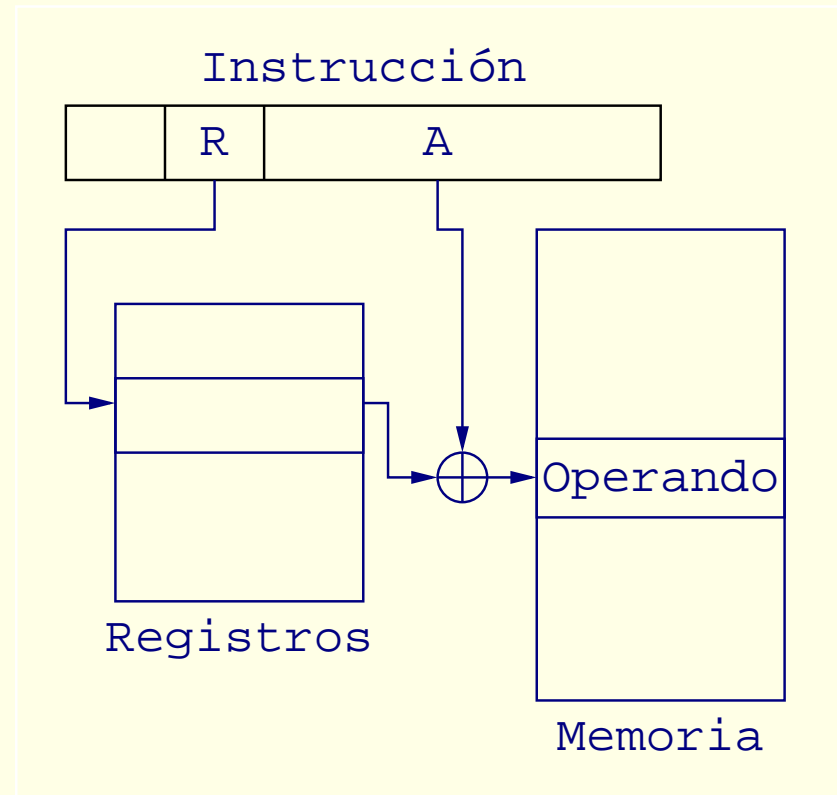 Instrucción
R A
Operando
Registros
Memoria